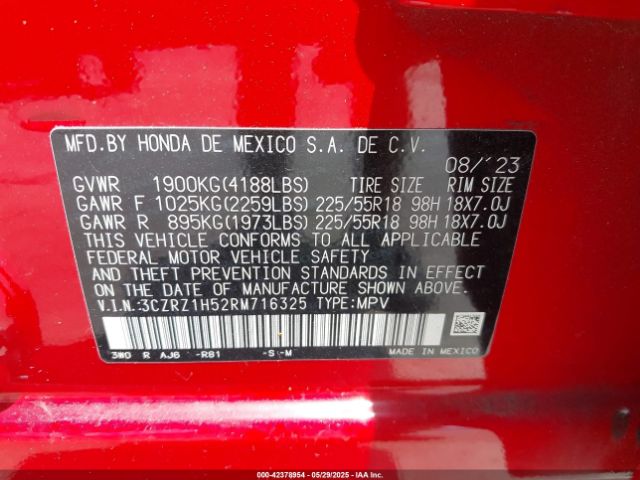 MFD.BY HONDA DE MEXICO S.A. DE C.V.
08/'23
GVWR 1900KG(4188LBS) TIRE SIZE RIM SIZE
GAWR F 1025KG(2259LBS) 225/55R18 98H 18X7.0J
GAWR R 895KG(1973LBS) 225/55R18 98H 18X7.0J
THIS VEHICLE CONFORMS TO ALL APPLICABLE
FEDERAL MOTOR VEHICLE SAFETY
AND THEFT PREVENTION STANDARDS IN EFFECT
ON THE DATE OF MANUFACTURE SHOWN ABOVE.
V.I.N.:3CZRZ1H52RM716325 TYPE:MPV
3W0 R AJ6 -R81 -S -M MADE IN MEXICO
000-42378954 - 05/29/2025 - IAAI